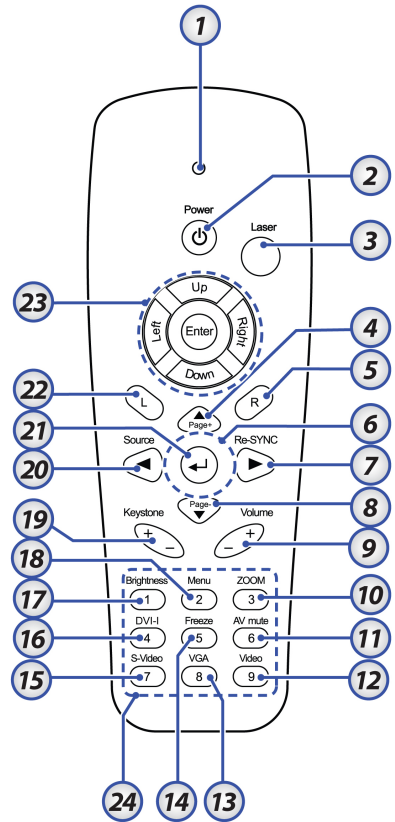 1
2
Power
Laser
3
23
Up
Left
Enter
Right
Down
4
22
L
R
5
Page+
21
6
Source
Re-SYNC
20
7
Page-
8
19
Keystone
Volume
+
−
+
−
18
9
Brightness
Menu
ZOOM
17
1
2
3
10
DVI-I
Freeze
AV mute
16
4
5
6
11
S-Video
VGA
Video
15
7
8
9
12
24
14
13